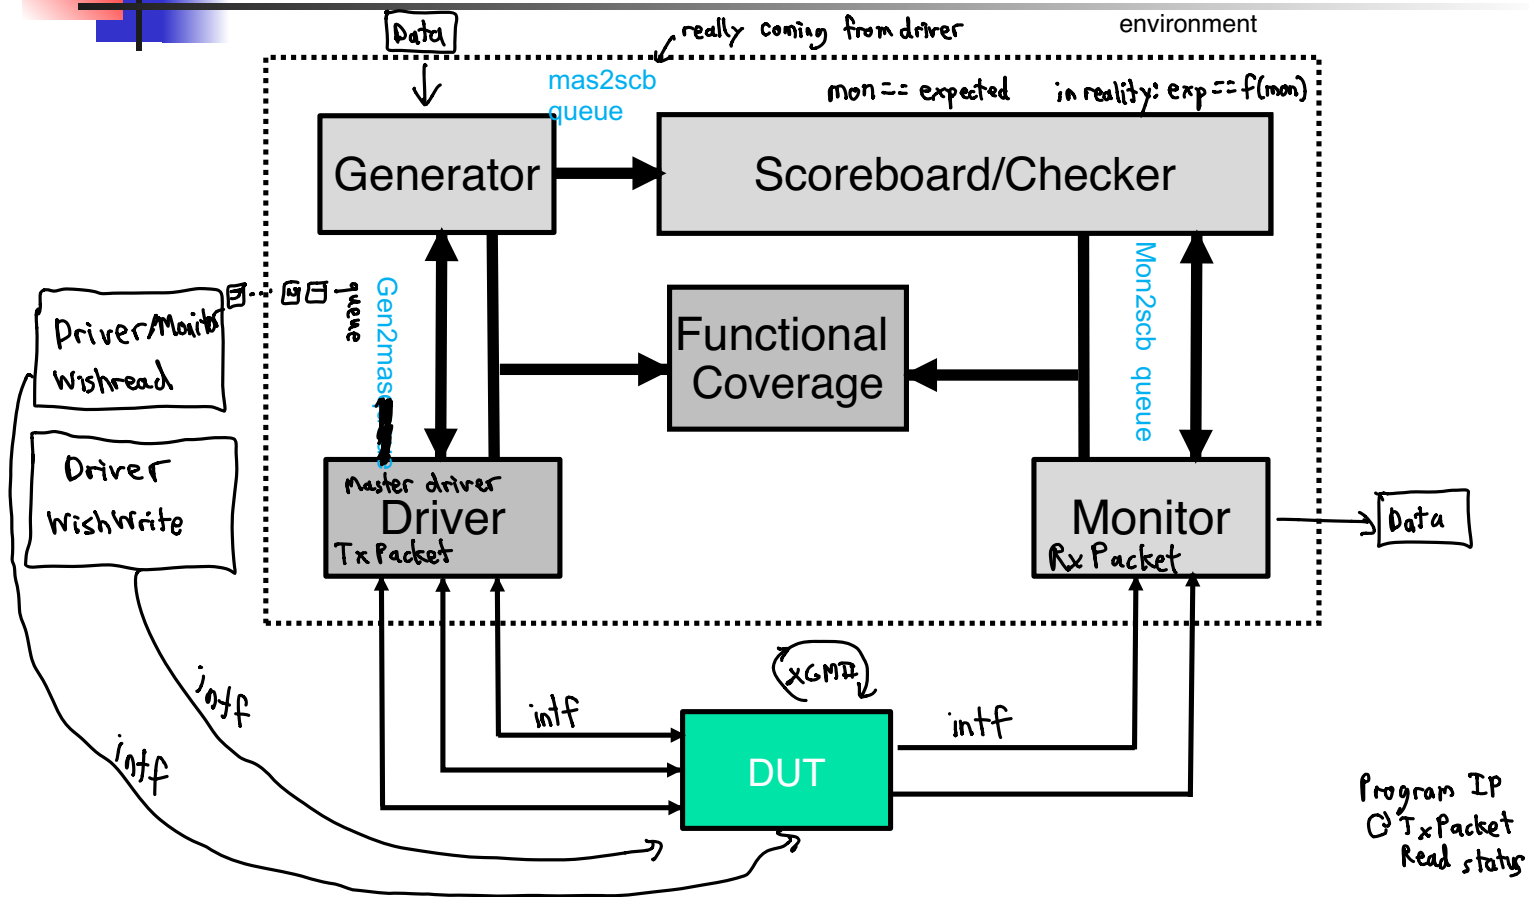 environment
Data
really coming from driver
mas2scb
queue
mon == expected
in reality: exp == f(mon)
Generator
Scoreboard/Checker
Driver/Monitor
Wishread
queue
Gen2mas
Mon2scb queue
Functional
Coverage
Driver
WishWrite
Master driver
Driver
Tx Packet
Monitor
Rx Packet
Data
XGMII
intf
intf
intf
intf
DUT
Program IP
Tx Packet
Read status